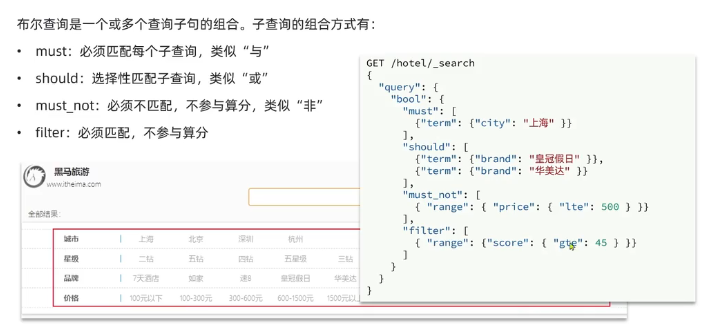 布尔查询是一个或多个查询子句的组合。子查询的组合方式有：
• must：必须匹配每个子查询，类似“与”
• should：选择性匹配子查询，类似“或”
• must_not：必须不匹配，不参与算分，类似“非”
• filter：必须匹配，不参与算分
GET /hotel/_search
{
"query": {
"bool": {
"must": [
{"term": {"city": "上海" }}
],
"should": [
{"term": {"brand": "皇冠假日" }},
{"term": {"brand": "华美达" }}
],
"must_not": [
{ "range": { "price": { "lte": 500 } }}
],
"filter": [
{ "range": {"score": { "gte": 45 } }}
]
}
}
}
黑马旅游
www.itheima.com
全部结果：
城市 | 上海 北京 深圳 杭州
星级 | 二钻 五钻 四钻 五星级 三钻
品牌 | 7天酒店 如家 速8 皇冠假日 华美达
价格 | 100元以下 100-300元 300-600元 600-1500元 1500元以上